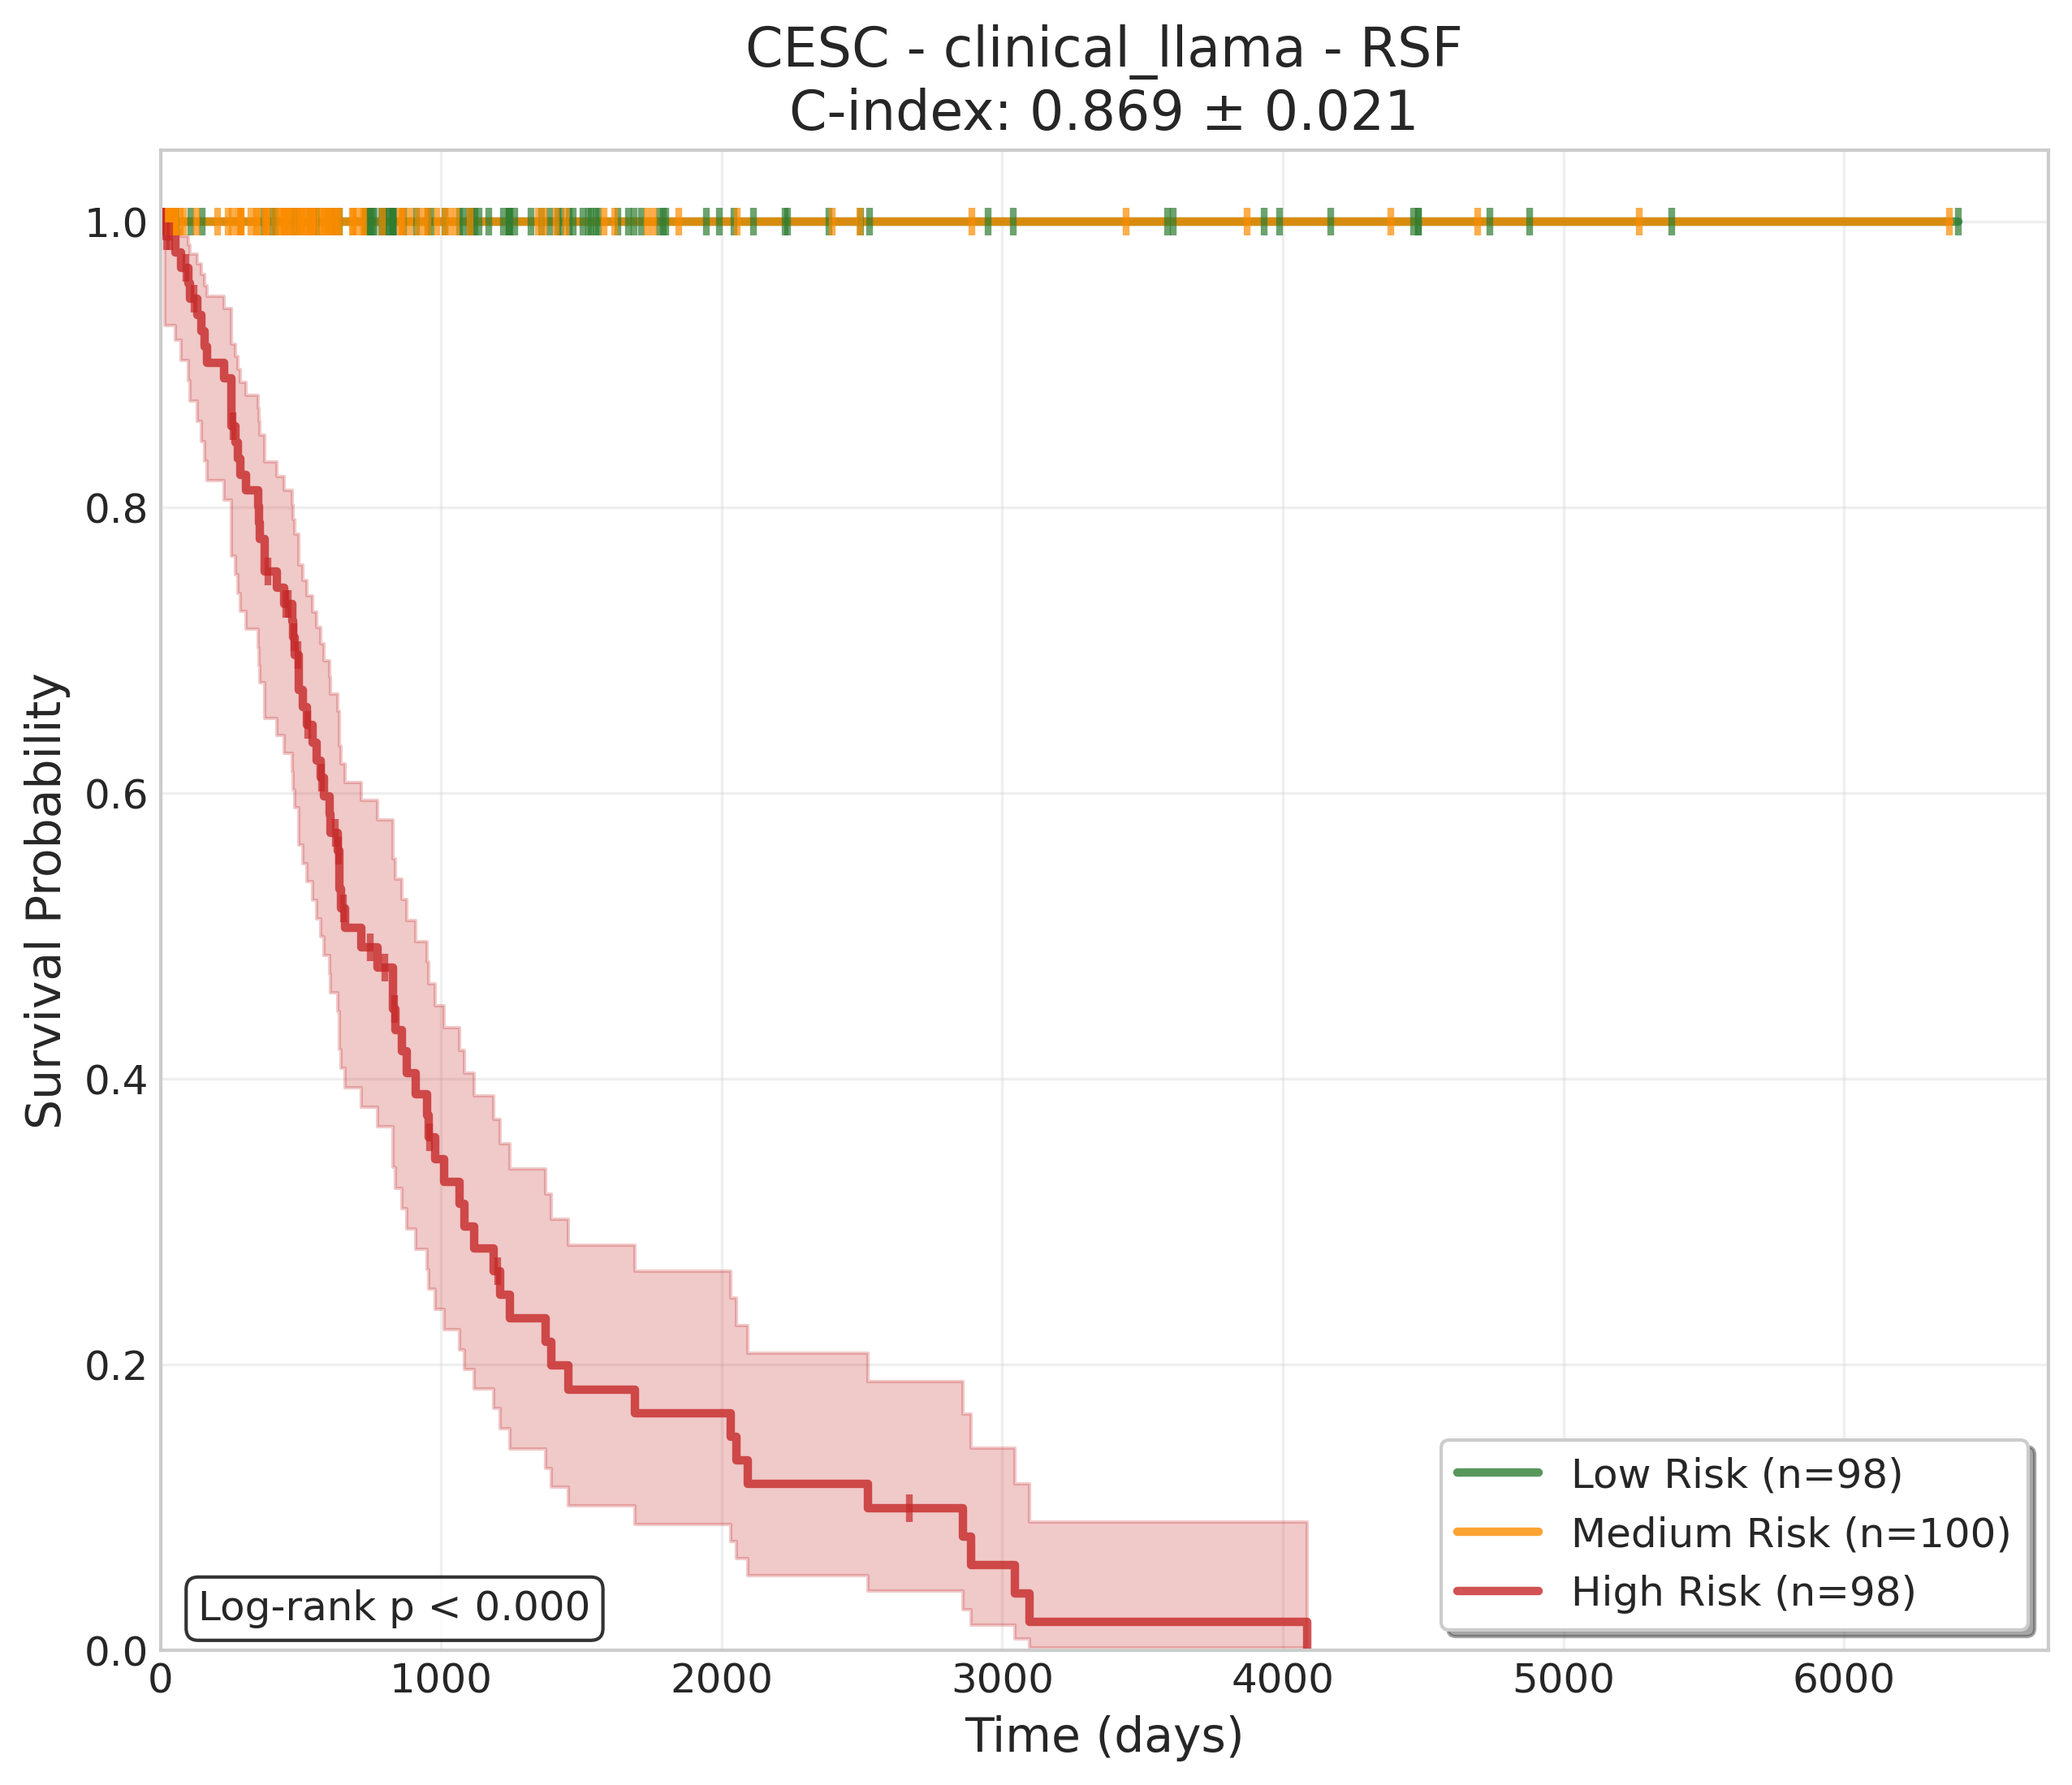 CESC - clinical_llama - RSF
C-index: 0.869 ± 0.021
Survival Probability
1.0
0.8
0.6
0.4
0.2
0.0
Log-rank p < 0.000
Low Risk (n=98)
Medium Risk (n=100)
High Risk (n=98)
0 1000 2000 3000 4000 5000 6000
Time (days)